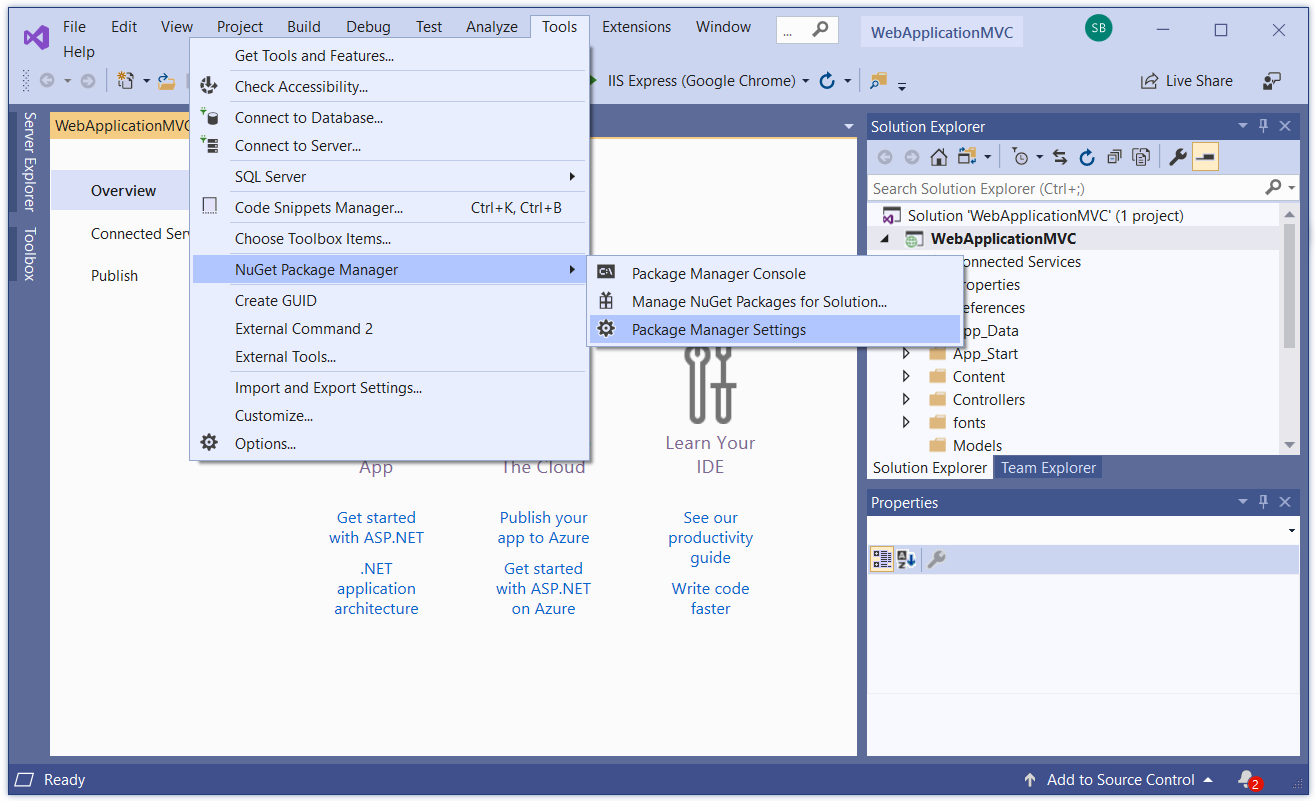 File Edit View Project Build Debug Test Analyze Tools Extensions Window ... WebApplicationMVC SB
Help
IIS Express (Google Chrome) Live Share
Get Tools and Features...
Check Accessibility...
Connect to Database...
Connect to Server...
SQL Server
Code Snippets Manager... Ctrl+K, Ctrl+B
Choose Toolbox Items...
NuGet Package Manager
Create GUID
External Command 2
External Tools...
Import and Export Settings...
Customize...
Options...
C:\
Package Manager Console
Manage NuGet Packages for Solution...
Package Manager Settings
Server Explorer
Toolbox
WebApplicationMVC
Overview
Connected Ser
Publish
App
The Cloud
Learn Your
IDE
Get started
with ASP.NET
.NET
application
architecture
Publish your
app to Azure
Get started
with ASP.NET
on Azure
See our
productivity
guide
Write code
faster
Solution Explorer
Search Solution Explorer (Ctrl+;)
Solution 'WebApplicationMVC' (1 project)
WebApplicationMVC
onnected Services
roperties
eferences
pp_Data
App_Start
Content
Controllers
fonts
Models
Solution Explorer Team Explorer
Properties
A
Z
Ready Add to Source Control 2